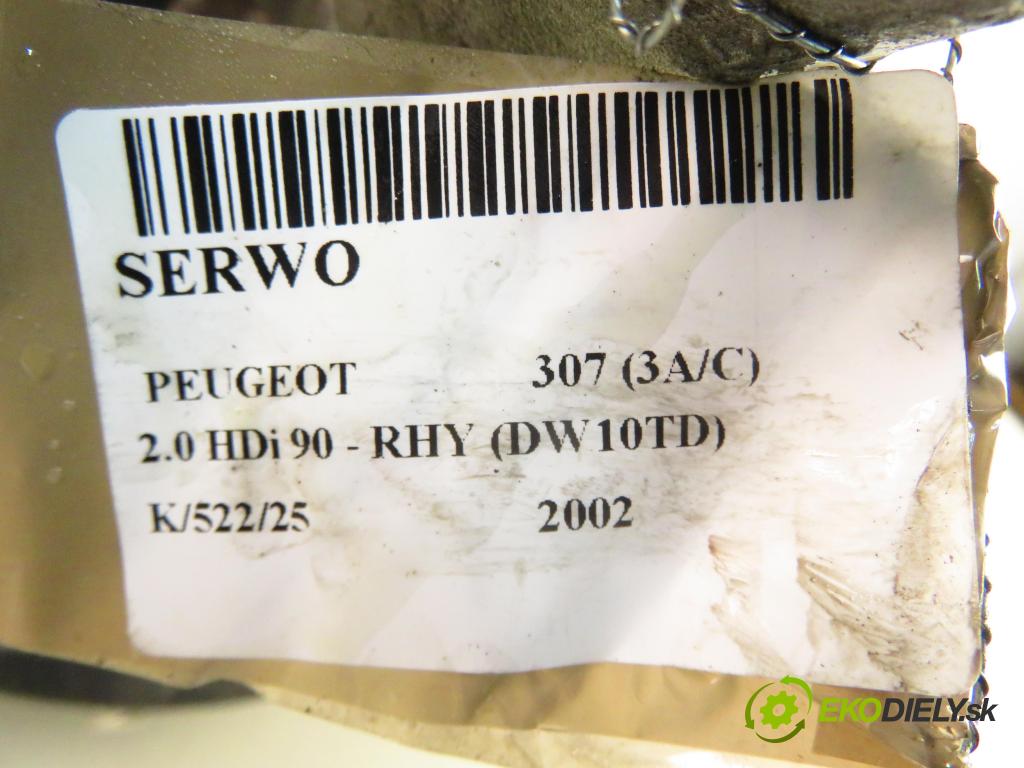 SERWO
PEUGEOT 307 (3A/C)
2.0 HDi 90 - RHY (DW10TD)
K/522/25 2002
EKODIELY.sk